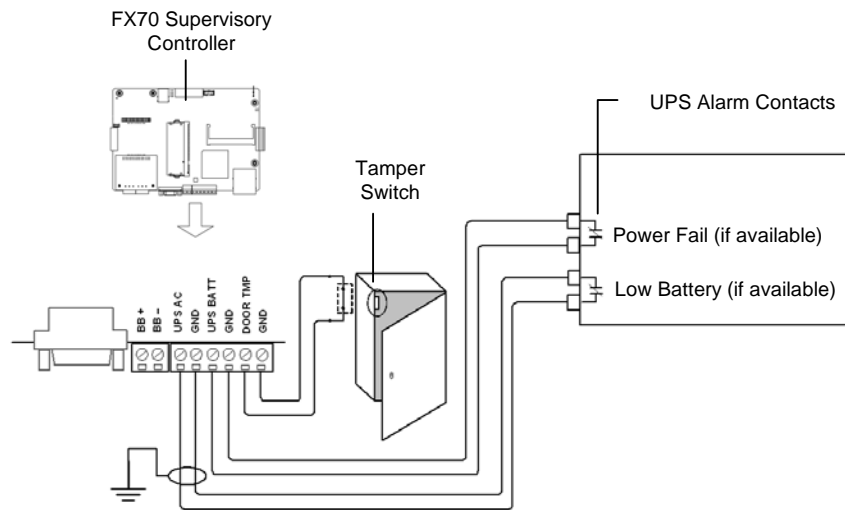 FX70 Supervisory
Controller
UPS Alarm Contacts
Tamper
Switch
Power Fail (if available)
Low Battery (if available)
BB +
BB -
UPS AC
GND
UPS BATT
GND
DOOR TMP
GND